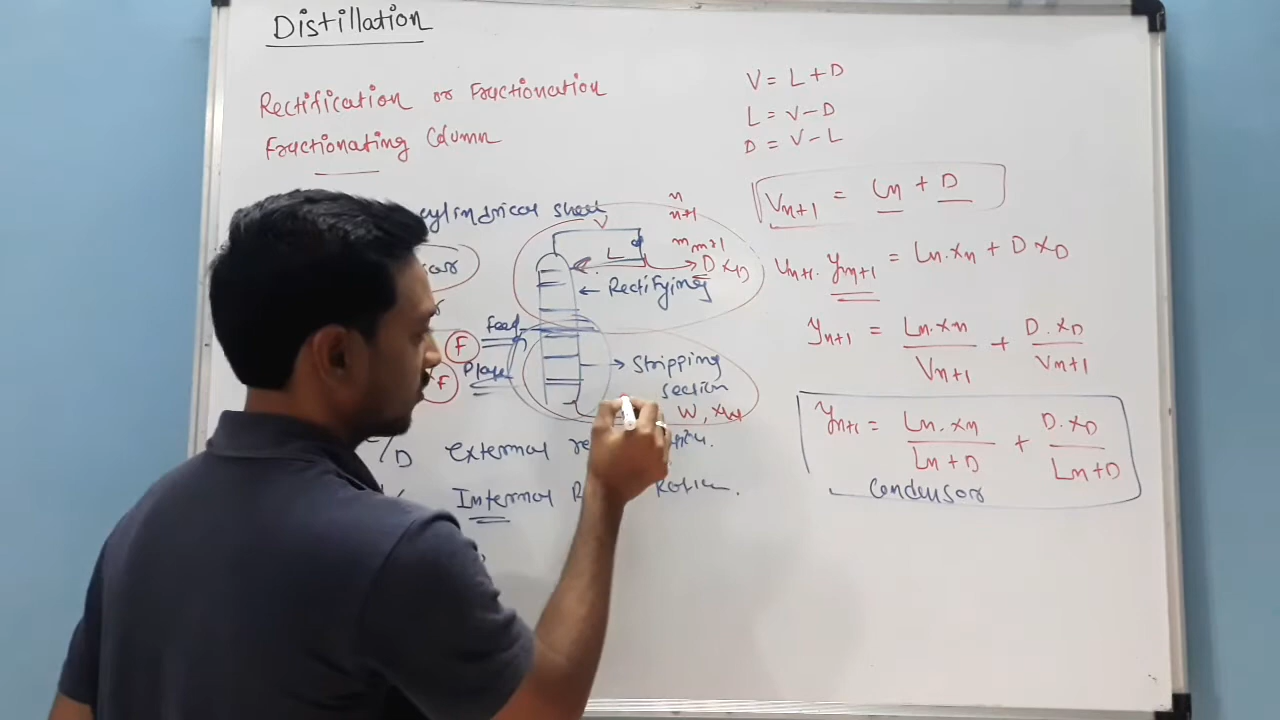 Distillation
Rectification or Fractionation
Fractionating Column
cylindrical
V
L
D xD
n
n+1
m m+1
← Rectifying
Feed
F
Plate
F
→ Stripping
section
W, xW
/D External
Internal
V = L + D
L = V - D
D = V - L
Vn+1 = Ln + D
yn+1 = Ln.xn + D xD
yn+1 = Ln.xn / Vn+1 + D.xD / Vn+1
yn+1 = Ln.xn / Ln+D + D.xD / Ln+D
Condensor